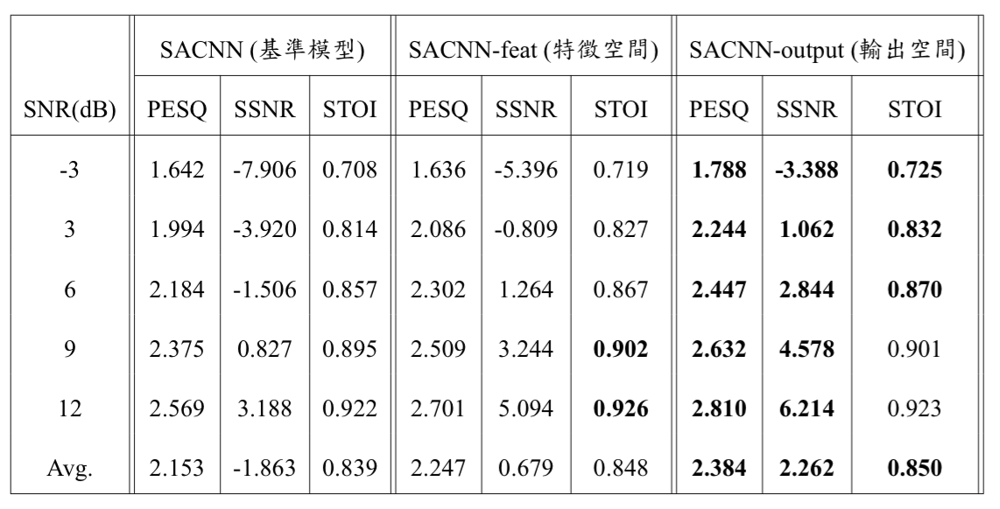 SACNN (基準模型) SACNN-feat (特徵空間) SACNN-output (輸出空間)
SNR(dB) PESQ SSNR STOI PESQ SSNR STOI PESQ SSNR STOI
-3 1.642 -7.906 0.708 1.636 -5.396 0.719 1.788 -3.388 0.725
3 1.994 -3.920 0.814 2.086 -0.809 0.827 2.244 1.062 0.832
6 2.184 -1.506 0.857 2.302 1.264 0.867 2.447 2.844 0.870
9 2.375 0.827 0.895 2.509 3.244 0.902 2.632 4.578 0.901
12 2.569 3.188 0.922 2.701 5.094 0.926 2.810 6.214 0.923
Avg. 2.153 -1.863 0.839 2.247 0.679 0.848 2.384 2.262 0.850